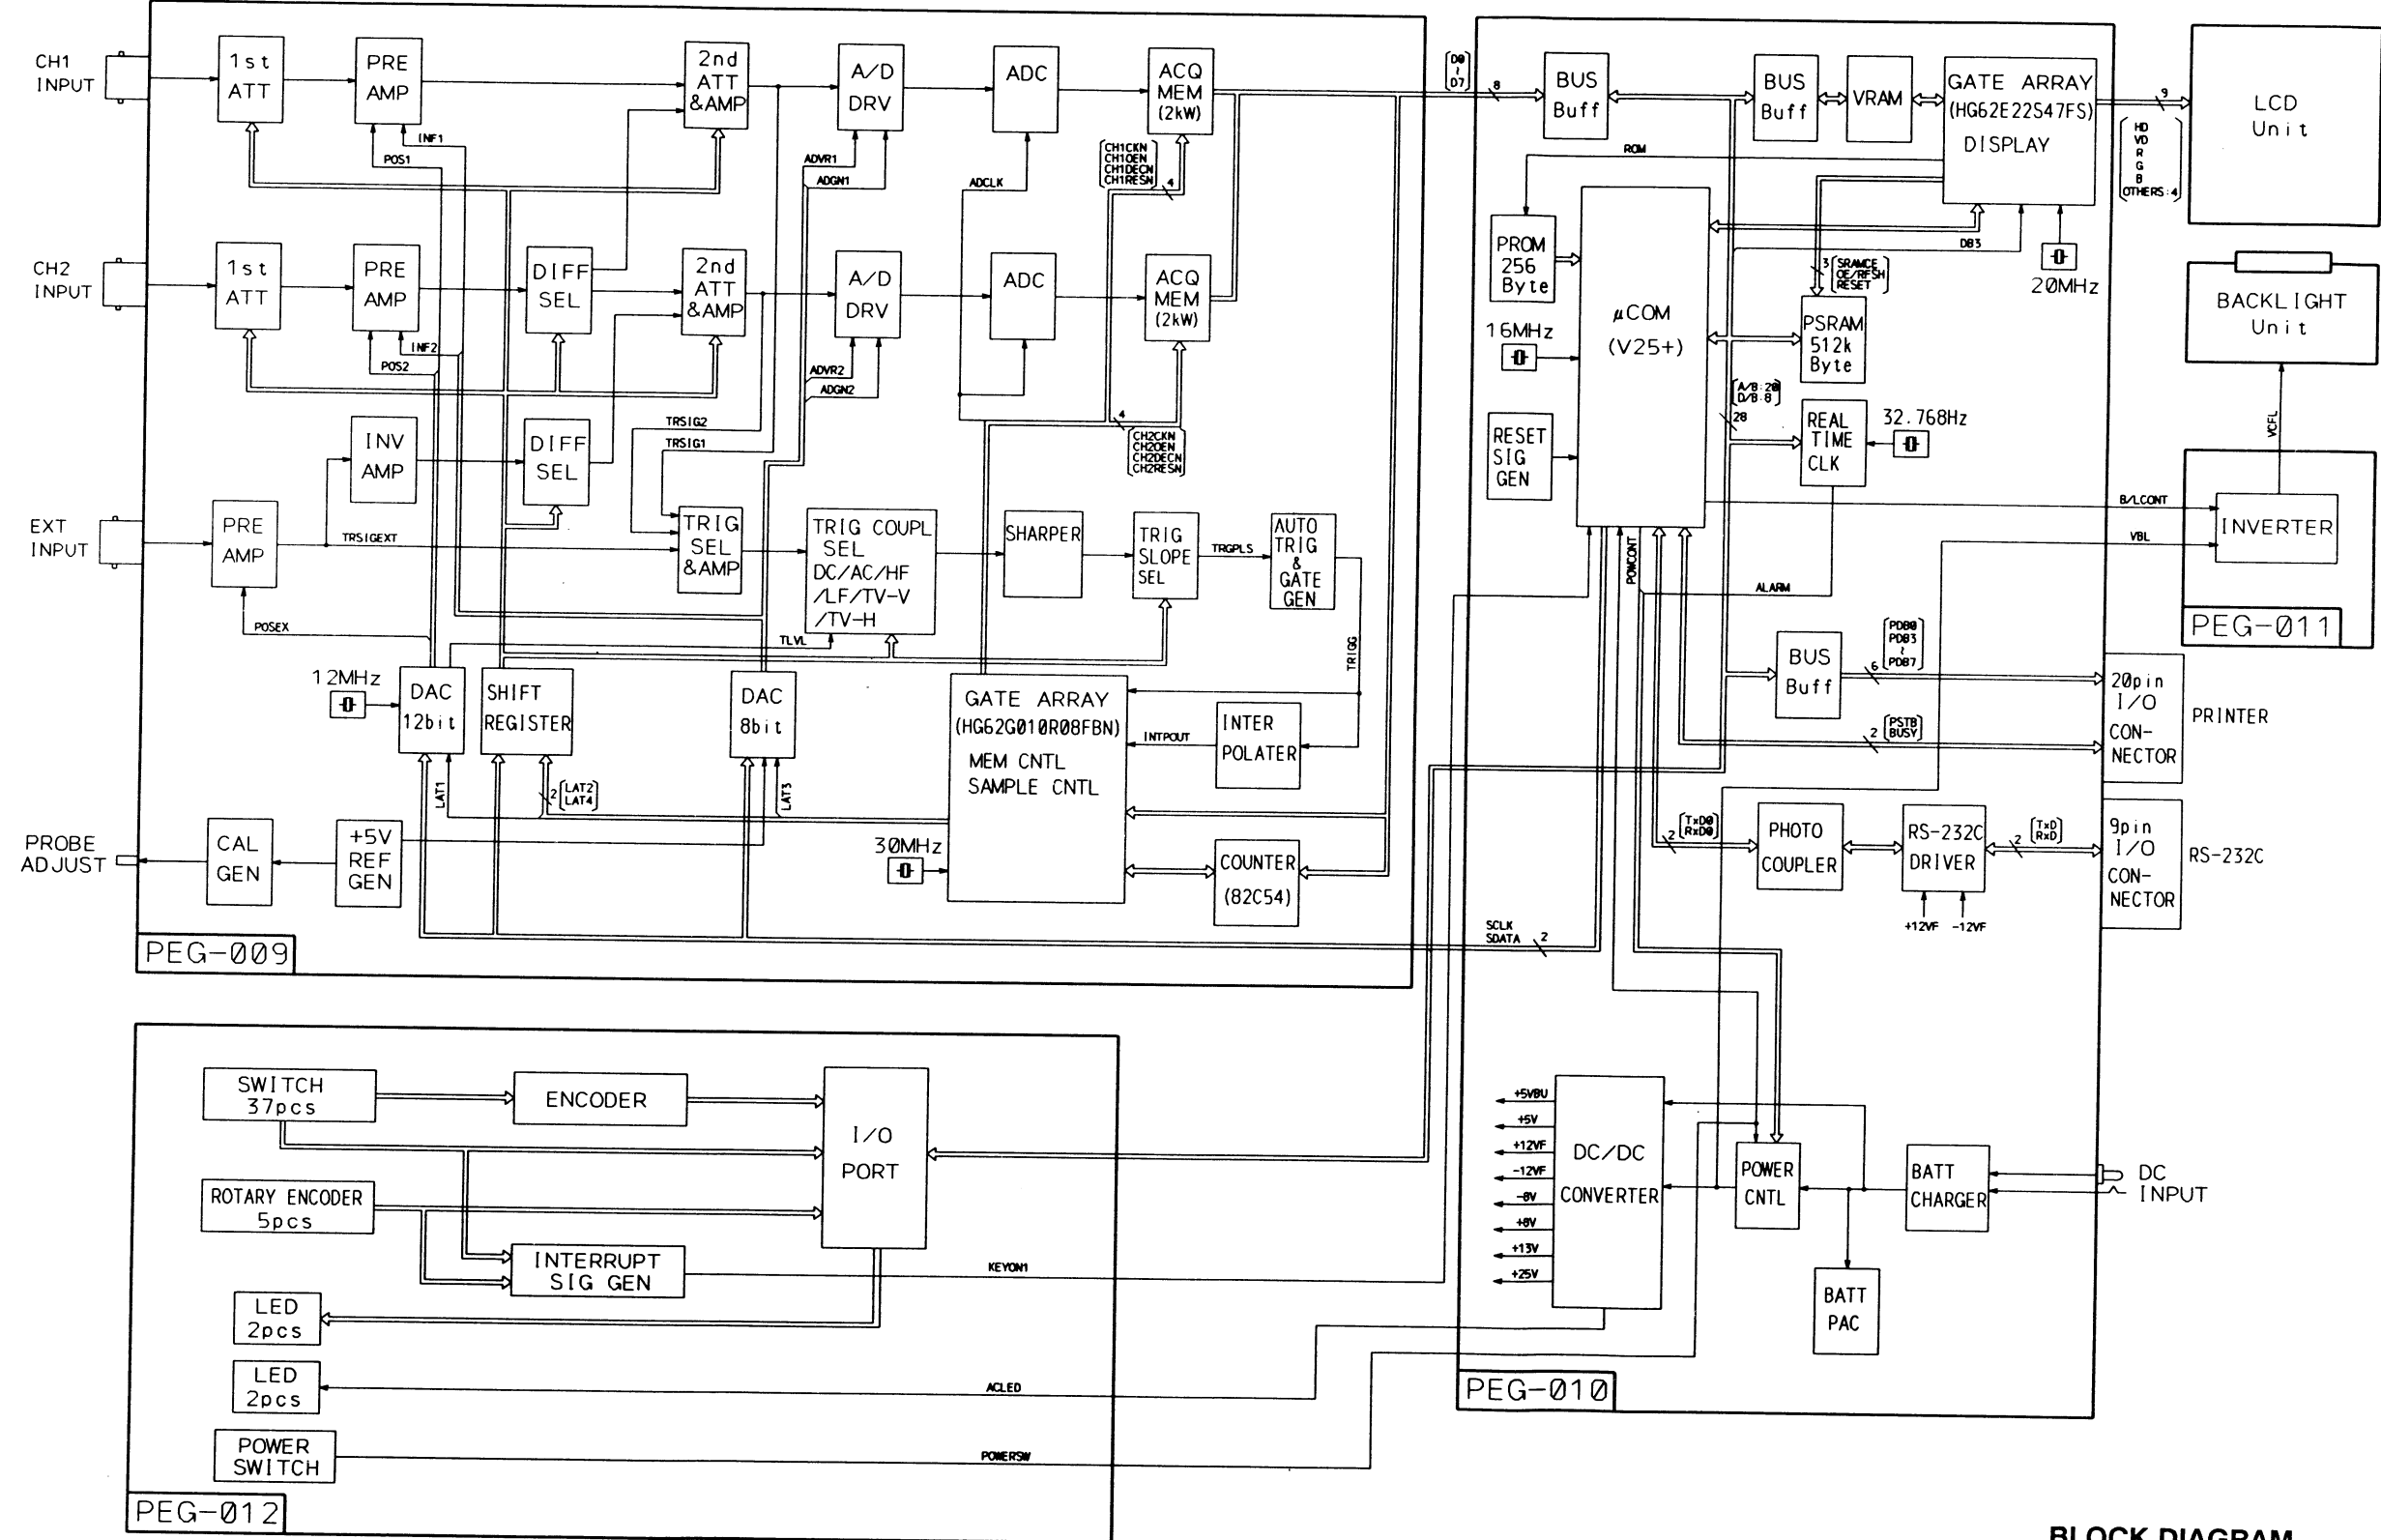 CH1
INPUT
1st
ATT
PRE
AMP
2nd
ATT
&AMP
A/D
DRV
ADC
ACQ
MEM
(2kW)
INF1
POS1
ADVR1
ADGN1
ADCLK
CH1CKN
CH1OEN
CH1DECN
CH1RESN
4
CH2
INPUT
1st
ATT
PRE
AMP
DIFF
SEL
2nd
ATT
&AMP
A/D
DRV
ADC
ACQ
MEM
(2kW)
INF2
POS2
ADVR2
ADGN2
4
CH2CKN
CH2OEN
CH2DECN
CH2RESN
TRSIG2
TRSIG1
INV
AMP
DIFF
SEL
EXT
INPUT
PRE
AMP
TRSIGEXT
TRIG
SEL
&AMP
TRIG COUPL
SEL
DC/AC/HF
/LF/TV-V
/TV-H
SHARPER
TRIG
SLOPE
SEL
TRGPLS
AUTO
TRIG
&
GATE
GEN
POSEX
TLVL
TRIGG
12MHz
DAC
12bit
SHIFT
REGISTER
DAC
8bit
GATE ARRAY
(HG62G010R08FBN)
MEM CNTL
SAMPLE CNTL
INTPOUT
INTER
POLATER
LAT1
2
LAT2
LAT4
LAT3
PROBE
ADJUST
CAL
GEN
+5V
REF
GEN
30MHz
COUNTER
(82C54)
PEG-009
D0
~
D7
8
BUS
Buff
BUS
Buff
VRAM
GATE ARRAY
(HG62E22S47FS)
DISPLAY
9
HD
VD
R
G
B
OTHERS:4
LCD
Unit
ROM
PROM
256
Byte
μCOM
(V25+)
DB3
3
SRAMCE
OE/RFSH
RESET
20MHz
16MHz
PSRAM
512k
Byte
BACKLIGHT
Unit
A/B:20
D/B:8
28
RESET
SIG
GEN
REAL
TIME
CLK
32.768Hz
VCFL
B/LCONT
VBL
INVERTER
PEG-011
POWCONT
ALARM
BUS
Buff
PDB0
PDB3
~
PDB7
6
2
PSTB
BUSY
20pin
I/O
CON-
NECTOR
PRINTER
2
TxD0
RxD0
PHOTO
COUPLER
RS-232C
DRIVER
2
TxD
RxD
9pin
I/O
CON-
NECTOR
RS-232C
+12VF
-12VF
SCLK
SDATA
2
+5VBU
+5V
+12VF
-12VF
-8V
+8V
+13V
+25V
DC/DC
CONVERTER
POWER
CNTL
BATT
CHARGER
DC
INPUT
BATT
PAC
PEG-010
SWITCH
37pcs
ENCODER
I/O
PORT
ROTARY ENCODER
5pcs
INTERRUPT
SIG GEN
KEYON1
LED
2pcs
LED
2pcs
ACLED
POWER
SWITCH
POWERSW
PEG-012
BLOCK DIAGRAM